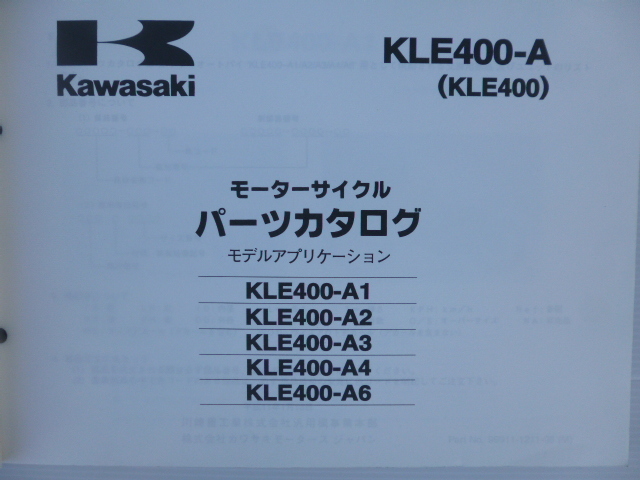 Kawasaki
KLE400-A
(KLE400)
モーターサイクル
パーツカタログ
モデルアプリケーション
KLE400-A1
KLE400-A2
KLE400-A3
KLE400-A4
KLE400-A6